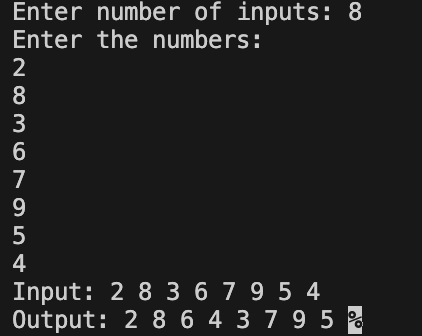 Enter number of inputs: 8
Enter the numbers:
2
8
3
6
7
9
5
4
Input: 2 8 3 6 7 9 5 4
Output: 2 8 6 4 3 7 9 5 %